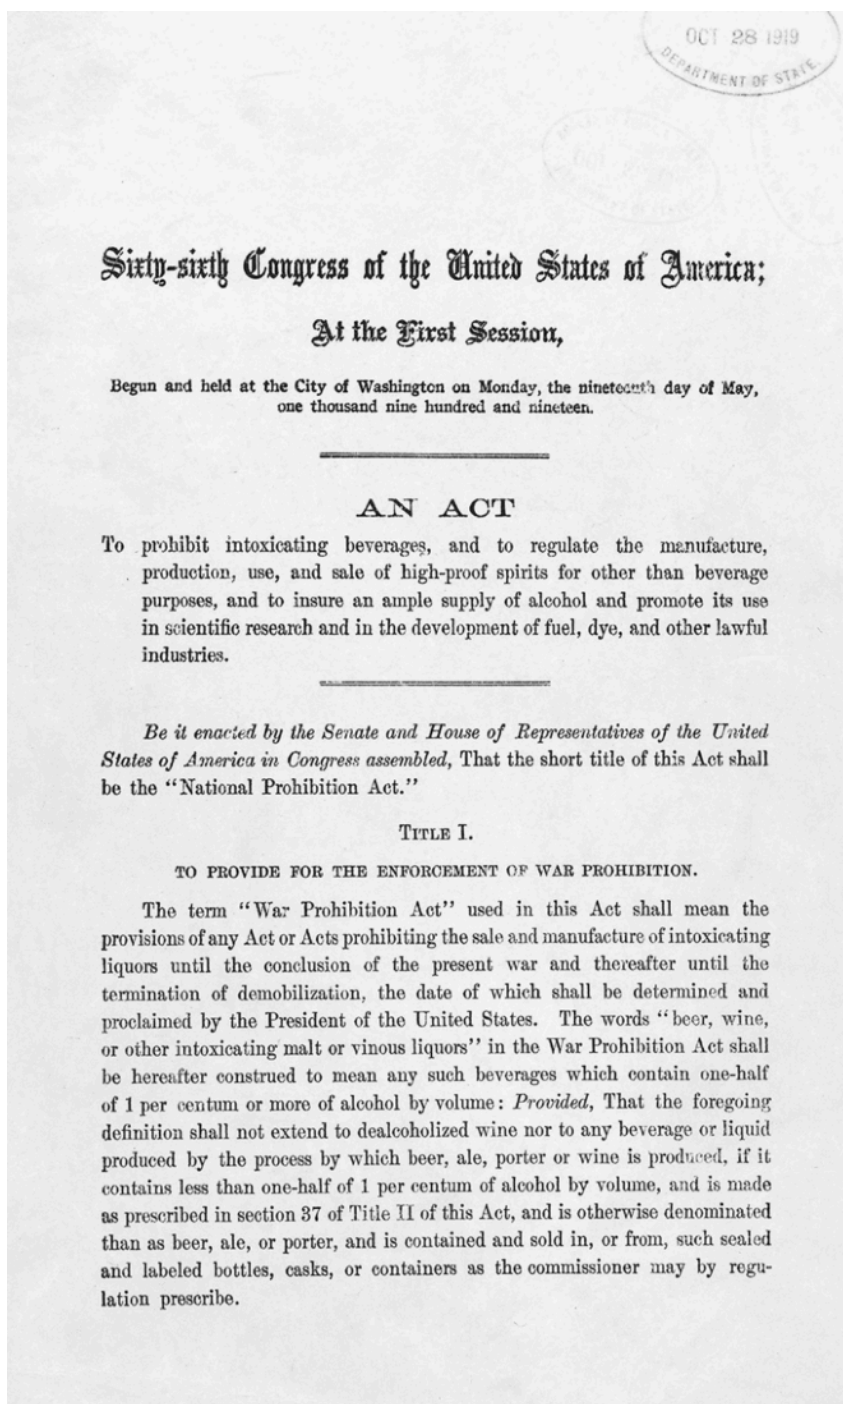 OCT 28 1919
DEPARTMENT OF STATE
Sixty-sixth Congress of the United States of America;
At the First Session,
Begun and held at the City of Washington on Monday, the nineteenth day of May,
one thousand nine hundred and nineteen.
AN ACT
To prohibit intoxicating beverages, and to regulate the manufacture,
production, use, and sale of high-proof spirits for other than beverage
purposes, and to insure an ample supply of alcohol and promote its use
in scientific research and in the development of fuel, dye, and other lawful
industries.
Be it enacted by the Senate and House of Representatives of the United
States of America in Congress assembled, That the short title of this Act shall
be the “National Prohibition Act.”
TITLE I.
TO PROVIDE FOR THE ENFORCEMENT OF WAR PROHIBITION.
The term “War Prohibition Act” used in this Act shall mean the
provisions of any Act or Acts prohibiting the sale and manufacture of intoxicating
liquors until the conclusion of the present war and thereafter until the
termination of demobilization, the date of which shall be determined and
proclaimed by the President of the United States. The words “beer, wine,
or other intoxicating malt or vinous liquors” in the War Prohibition Act shall
be hereafter construed to mean any such beverages which contain one-half
of 1 per centum or more of alcohol by volume: Provided, That the foregoing
definition shall not extend to dealcoholized wine nor to any beverage or liquid
produced by the process by which beer, ale, porter or wine is produced, if it
contains less than one-half of 1 per centum of alcohol by volume, and is made
as prescribed in section 37 of Title II of this Act, and is otherwise denominated
than as beer, ale, or porter, and is contained and sold in, or from, such sealed
and labeled bottles, casks, or containers as the commissioner may by regu-
lation prescribe.